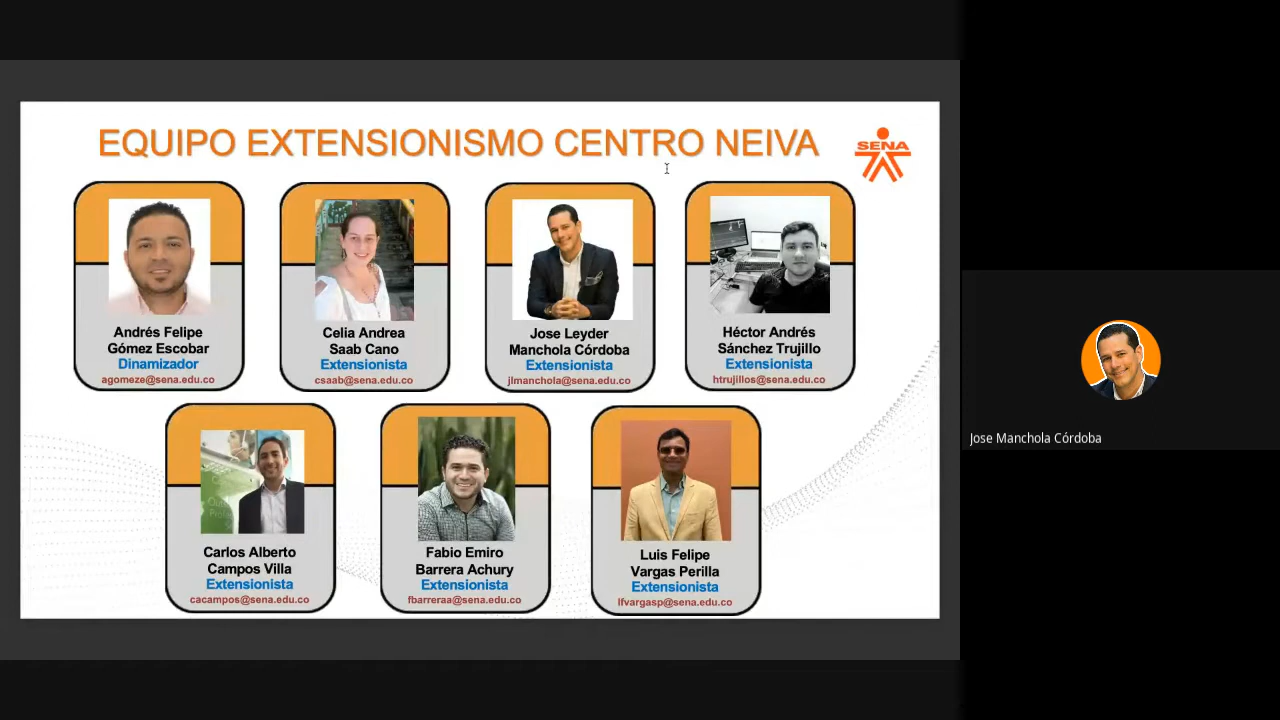 EQUIPO EXTENSIONISMO CENTRO NEIVA
SENA
Andrés Felipe
Gómez Escobar
Dinamizador
agomeze@sena.edu.co
Celia Andrea
Saab Cano
Extensionista
csaab@sena.edu.co
Jose Leyder
Manchola Córdoba
Extensionista
jlmanchola@sena.edu.co
Héctor Andrés
Sánchez Trujillo
Extensionista
htrujillos@sena.edu.co
Carlos Alberto
Campos Villa
Extensionista
cacampos@sena.edu.co
Fabio Emiro
Barrera Achury
Extensionista
fbarreraa@sena.edu.co
Luis Felipe
Vargas Perilla
Extensionista
lfvargasp@sena.edu.co
Jose Manchola Córdoba